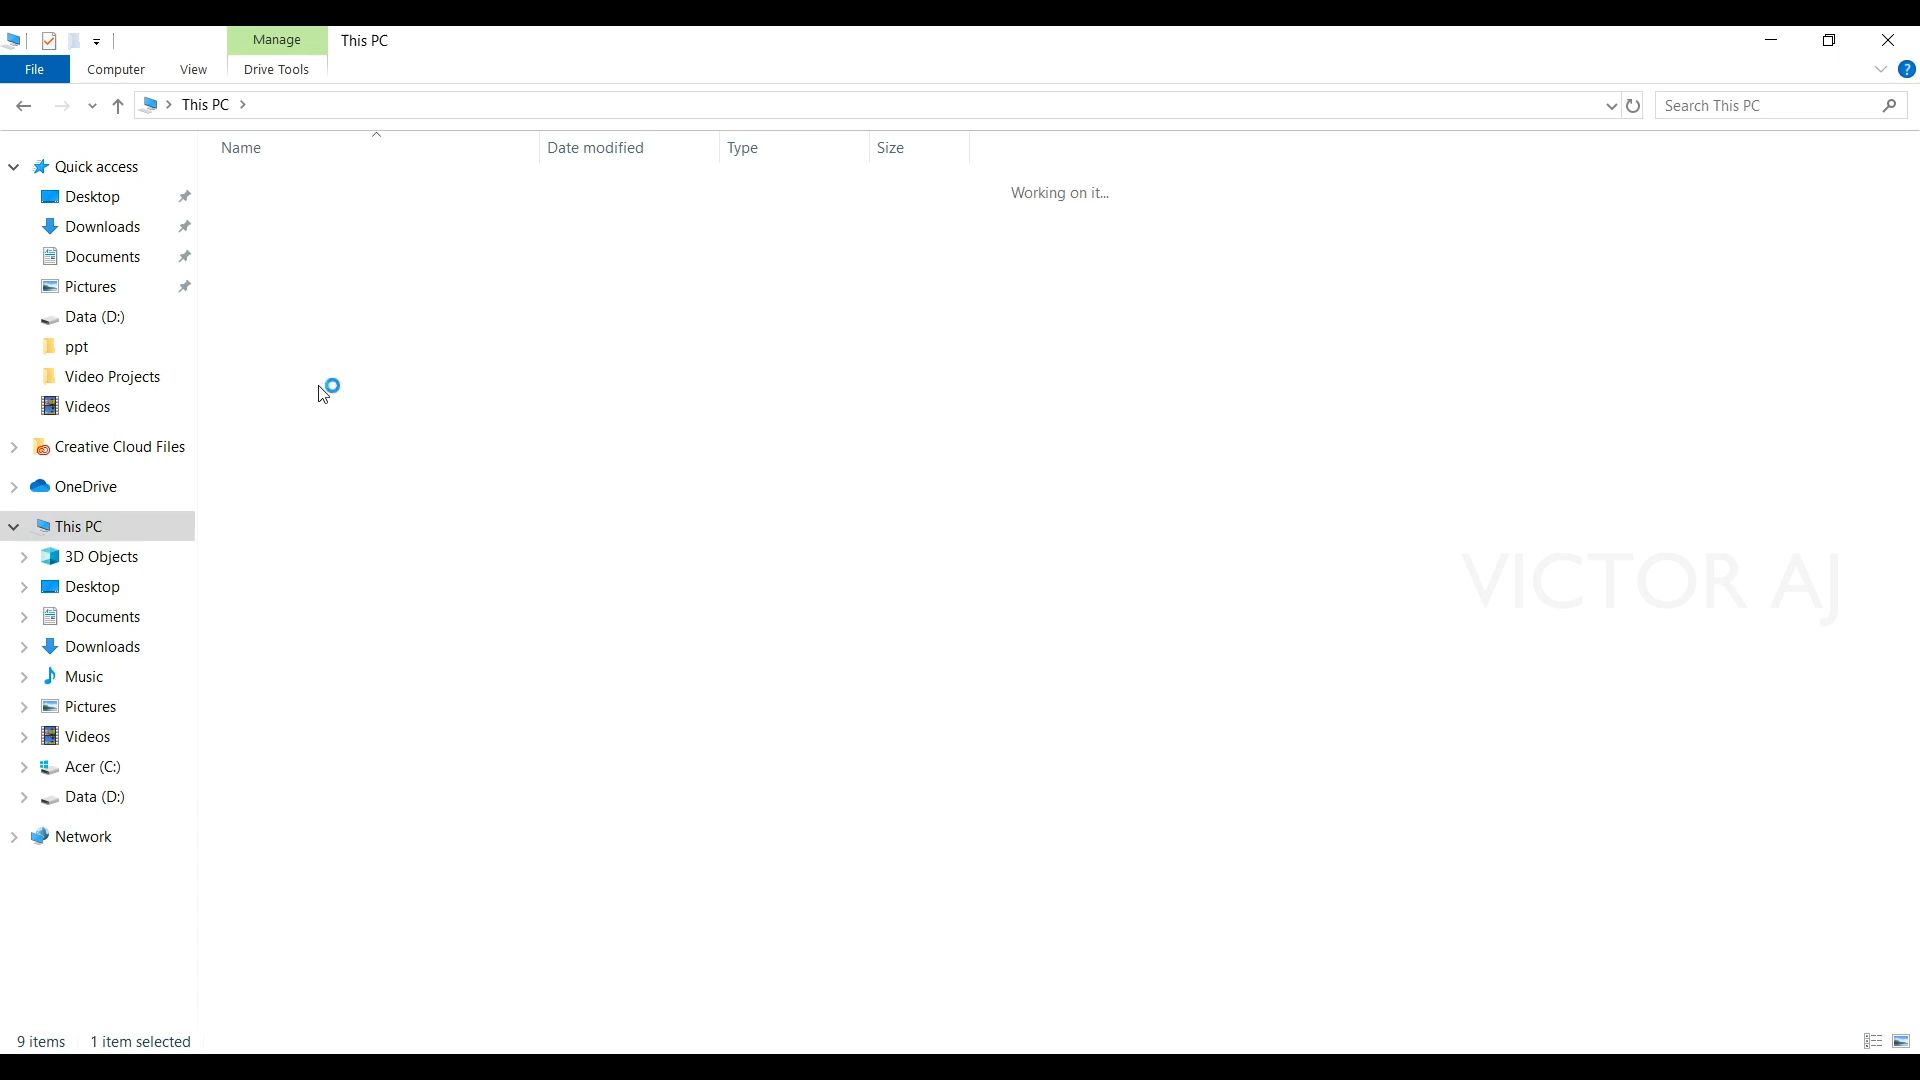 Manage This PC
File Computer View Drive Tools
?
This PC
Search This PC
Name Date modified Type Size
Working on it...
Quick access
Desktop
Downloads
Documents
Pictures
Data (D:)
ppt
Video Projects
Videos
Creative Cloud Files
OneDrive
This PC
3D Objects
Desktop
Documents
Downloads
Music
Pictures
Videos
Acer (C:)
Data (D:)
Network
VICTOR AJ
9 items 1 item selected